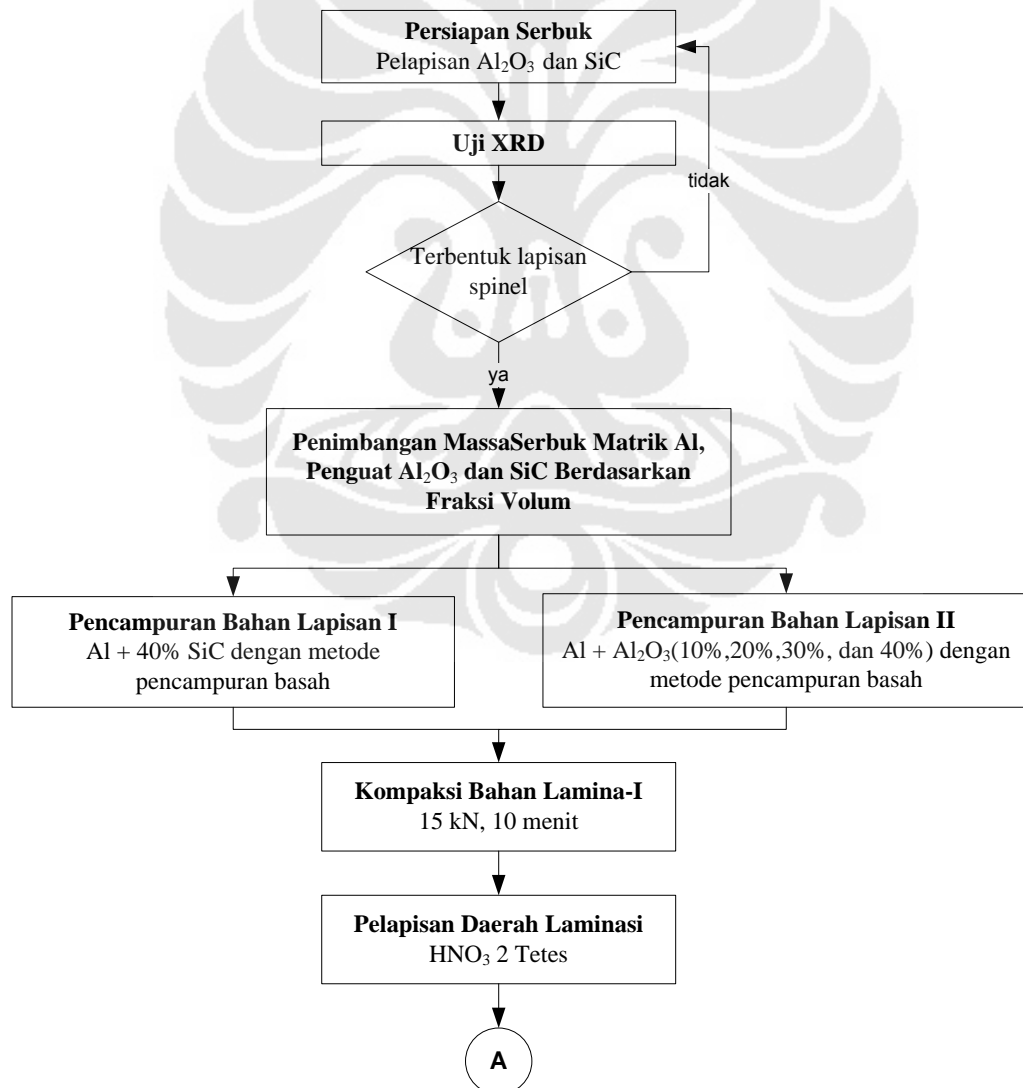 Persiapan Serbuk
Pelapisan Al₂O₃ dan SiC
Uji XRD
tidak
Terbentuk lapisan
spinel
ya
Penimbangan MassaSerbuk Matrik Al,
Penguat Al₂O₃ dan SiC Berdasarkan
Fraksi Volum
Pencampuran Bahan Lapisan I
Al + 40% SiC dengan metode
pencampuran basah
Pencampuran Bahan Lapisan II
Al + Al₂O₃(10%,20%,30%, dan 40%) dengan
metode pencampuran basah
Kompaksi Bahan Lamina-I
15 kN, 10 menit
Pelapisan Daerah Laminasi
HNO₃ 2 Tetes
A